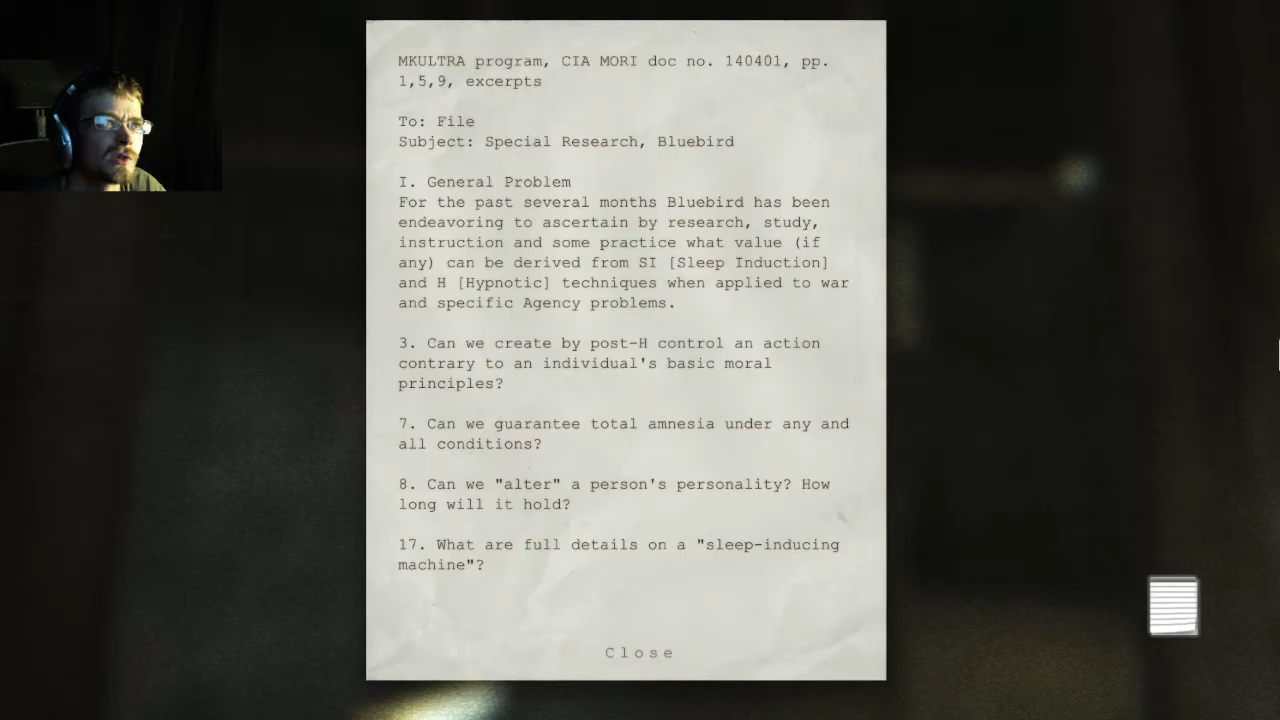 MKULTRA program, CIA MORI doc no. 140401, pp.
1,5,9, excerpts
To: File
Subject: Special Research, Bluebird
I. General Problem
For the past several months Bluebird has been
endeavoring to ascertain by research, study,
instruction and some practice what value (if
any) can be derived from SI [Sleep Induction]
and H [Hypnotic] techniques when applied to war
and specific Agency problems.
3. Can we create by post-H control an action
contrary to an individual's basic moral
principles?
7. Can we guarantee total amnesia under any and
all conditions?
8. Can we "alter" a person's personality? How
long will it hold?
17. What are full details on a "sleep-inducing
machine"?
Close